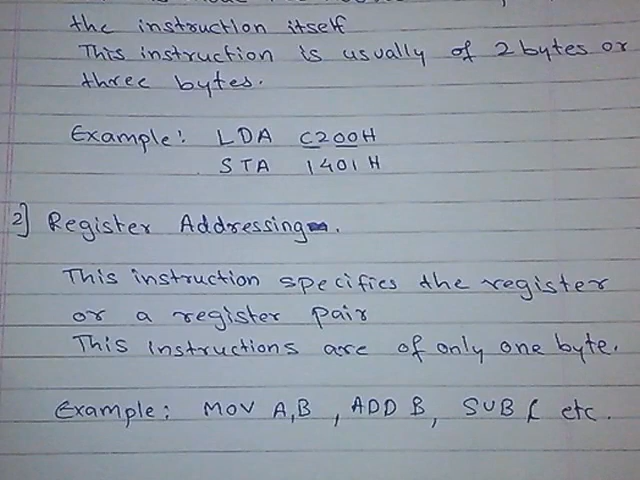 the instruction itself
This instruction is usually of 2 bytes or
three bytes.
Example: LDA C200H
STA 1401H
2] Register Addressing.
This instruction specifies the register
or a register pair
This instructions are of only one byte.
Example: MOV A,B , ADD B, SUB C etc.